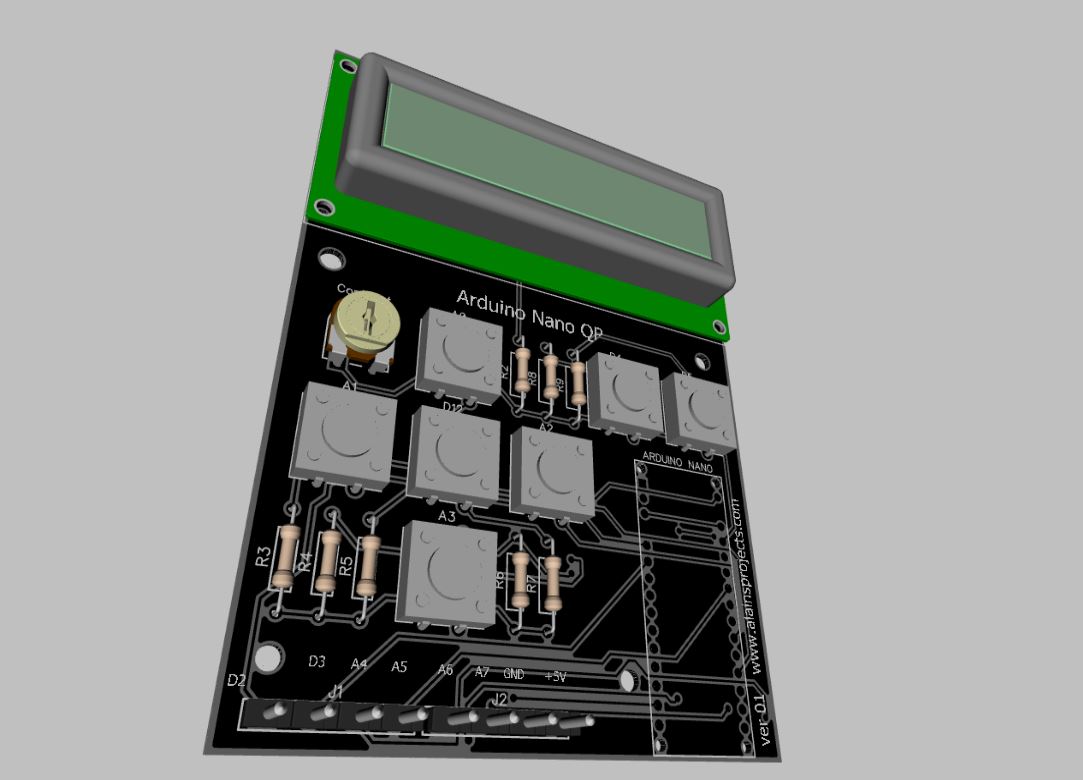 Arduino Nano QP
R2
R8
R9
A1
D12
A2
ARDUINO NANO
A3
R3
R4
R5
R6
R7
www.alainsprojects.com
D2
D3
A4
A5
A6
A7
GND
+5V
J1
J2
ver 01